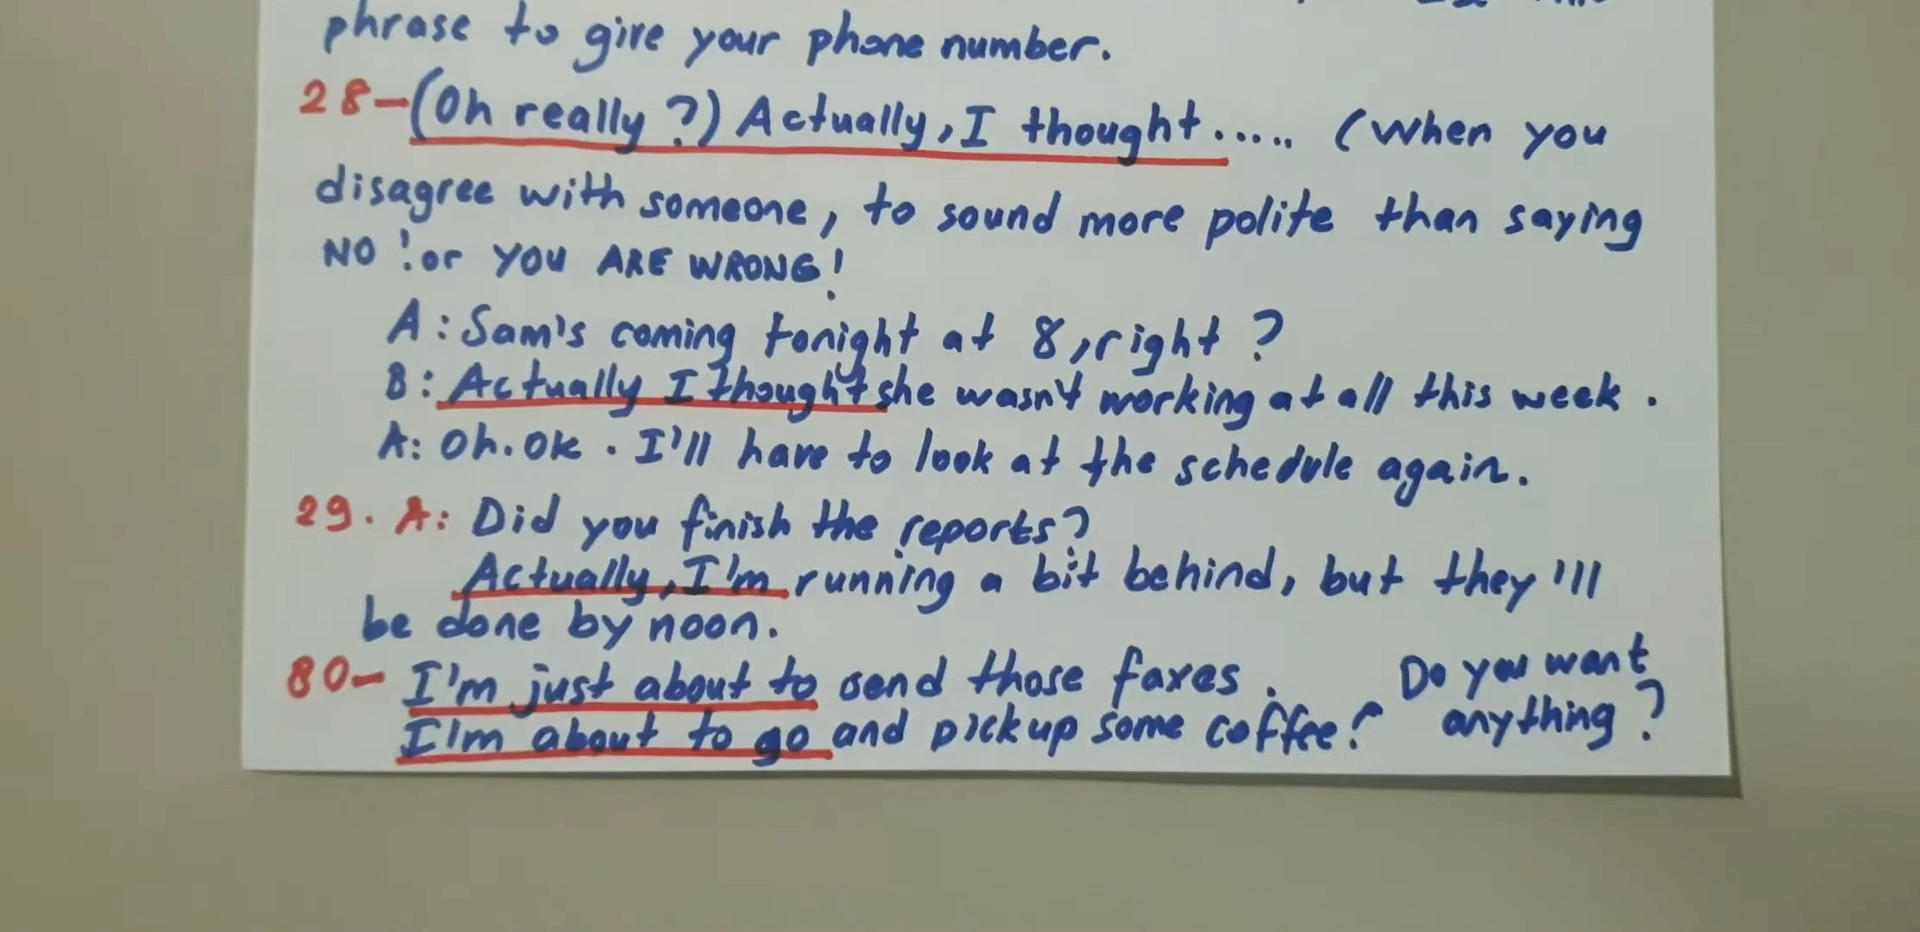 phrase to give your phone number.
28-(Oh really?) Actually, I thought..... (When you
disagree with someone, to sound more polite than saying
NO! or YOU ARE WRONG!
A: Sam's coming tonight at 8, right?
B: Actually I thought she wasn't working at all this week.
A: Oh. Ok. I'll have to look at the schedule again.
29. A: Did you finish the reports?
Actually, I'm running a bit behind, but they'll
be done by noon.
80- I'm just about to send those faxes.
I'm about to go and pick up some coffee! Do you want
anything?